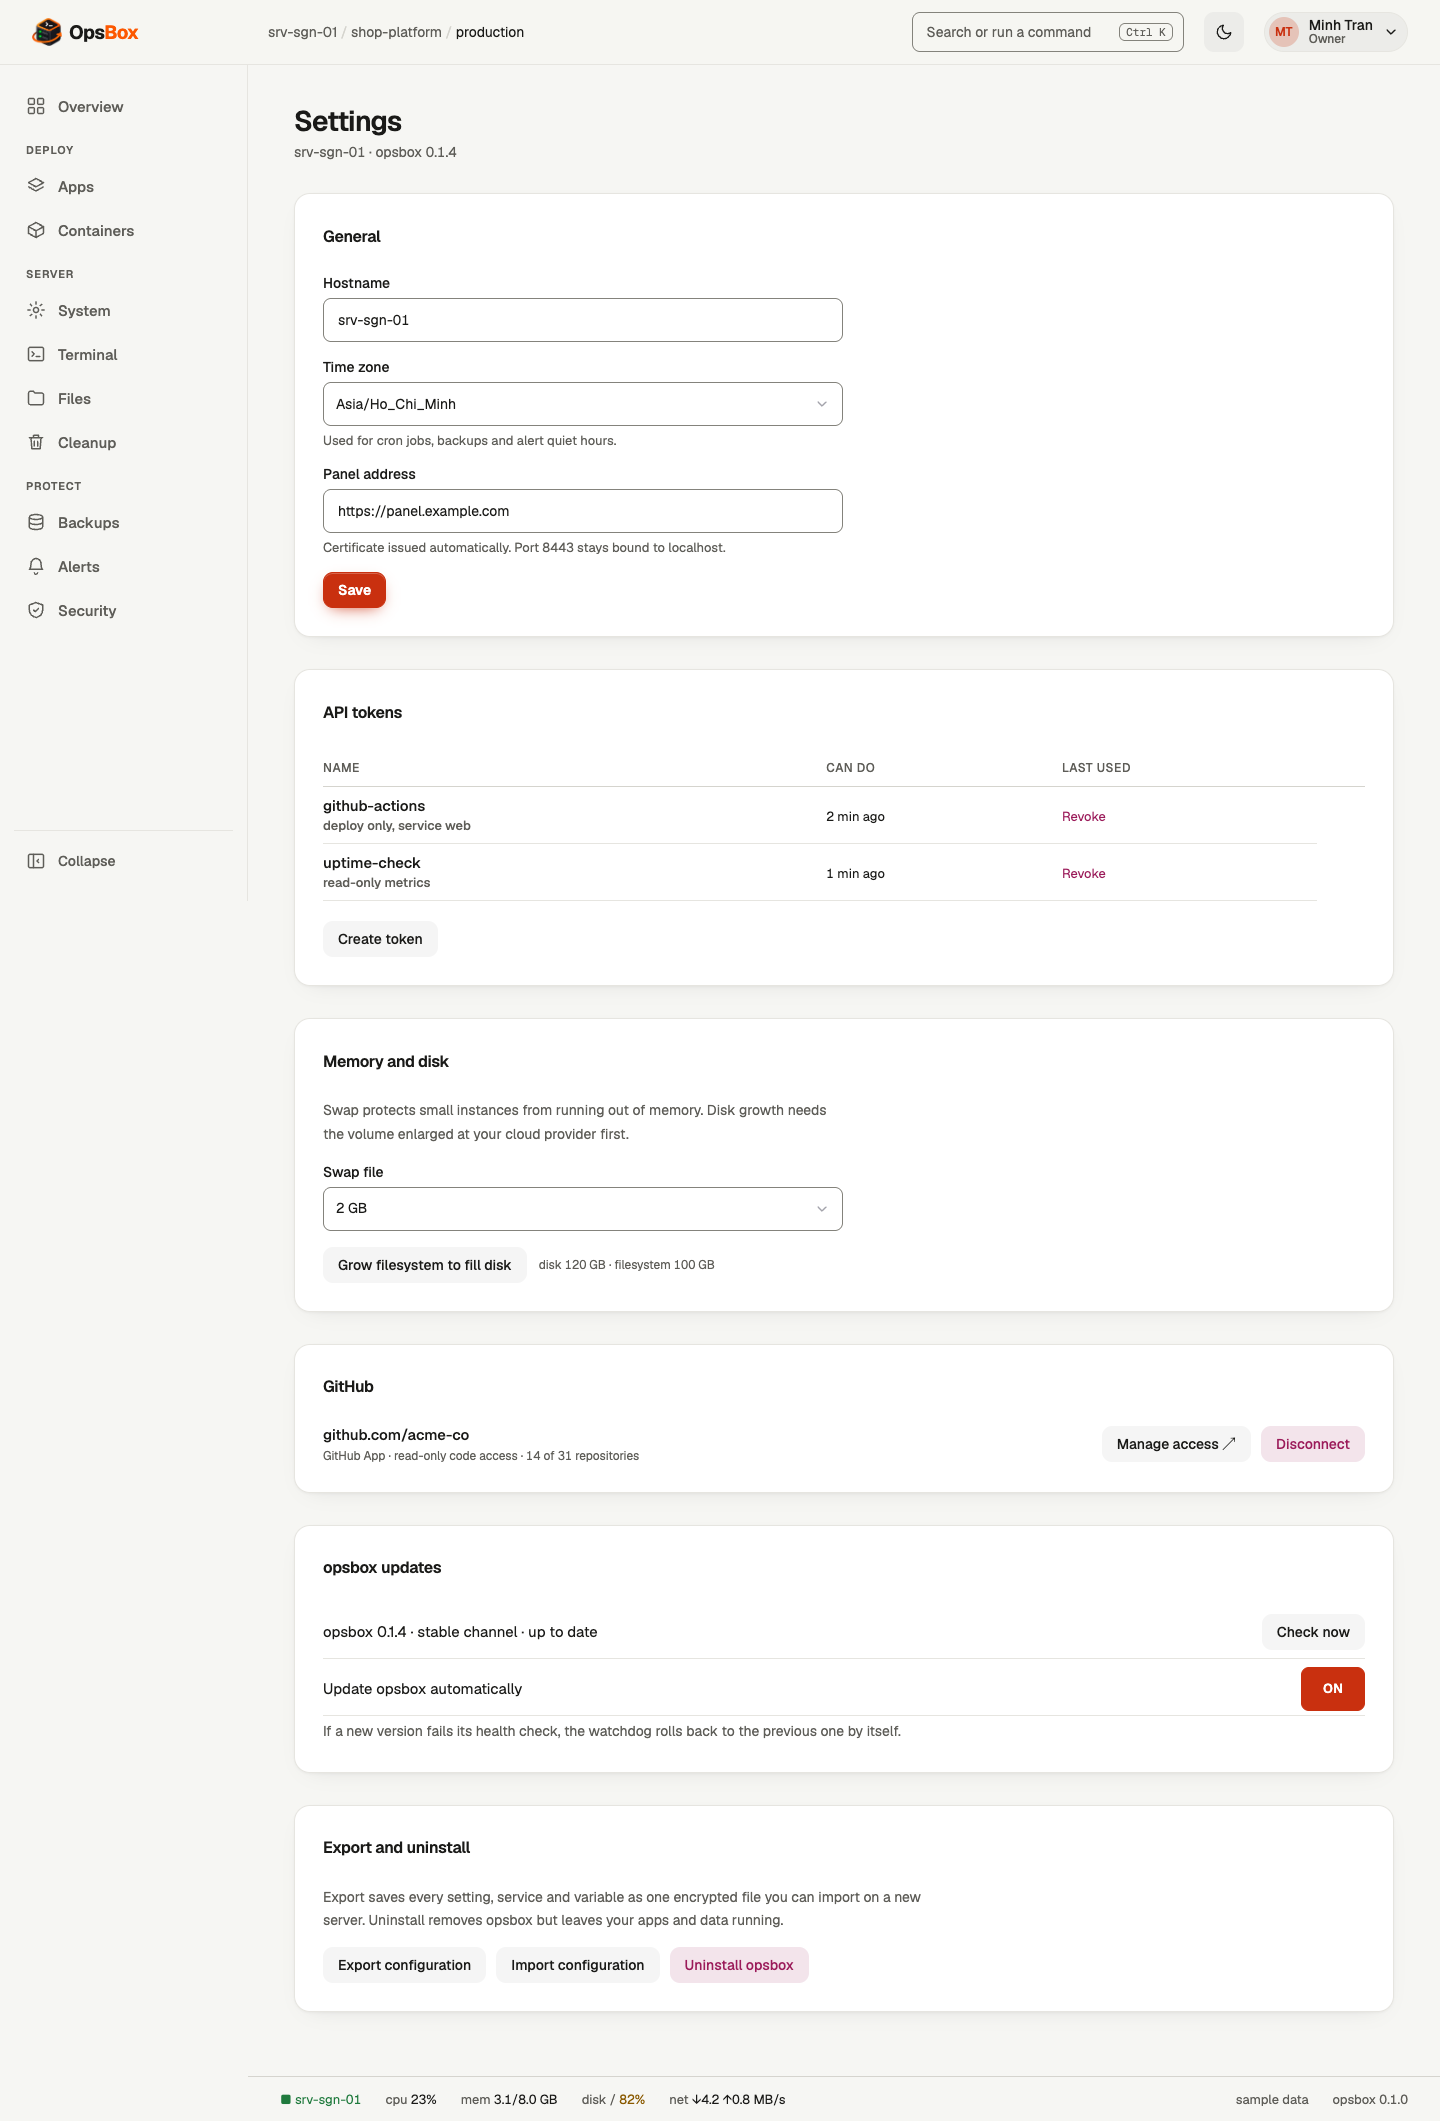 OpsBox
srv-sgn-01 / shop-platform / production
Search or run a command
Ctrl K
MT
Minh Tran
Owner
Overview
DEPLOY
Apps
Containers
SERVER
System
Terminal
Files
Cleanup
PROTECT
Backups
Alerts
Security
Collapse
Settings
srv-sgn-01 · opsbox 0.1.4
General
Hostname
srv-sgn-01
Time zone
Asia/Ho_Chi_Minh
Used for cron jobs, backups and alert quiet hours.
Panel address
https://panel.example.com
Certificate issued automatically. Port 8443 stays bound to localhost.
Save
API tokens
NAME CAN DO LAST USED
github-actions
deploy only, service web
2 min ago
Revoke
uptime-check
read-only metrics
1 min ago
Revoke
Create token
Memory and disk
Swap protects small instances from running out of memory. Disk growth needs
the volume enlarged at your cloud provider first.
Swap file
2 GB
Grow filesystem to fill disk
disk 120 GB · filesystem 100 GB
GitHub
github.com/acme-co
GitHub App · read-only code access · 14 of 31 repositories
Manage access ↗
Disconnect
opsbox updates
opsbox 0.1.4 · stable channel · up to date
Check now
Update opsbox automatically
ON
If a new version fails its health check, the watchdog rolls back to the previous one by itself.
Export and uninstall
Export saves every setting, service and variable as one encrypted file you can import on a new
server. Uninstall removes opsbox but leaves your apps and data running.
Export configuration
Import configuration
Uninstall opsbox
srv-sgn-01 cpu 23% mem 3.1/8.0 GB disk / 82% net ↓4.2 ↑0.8 MB/s sample data opsbox 0.1.0